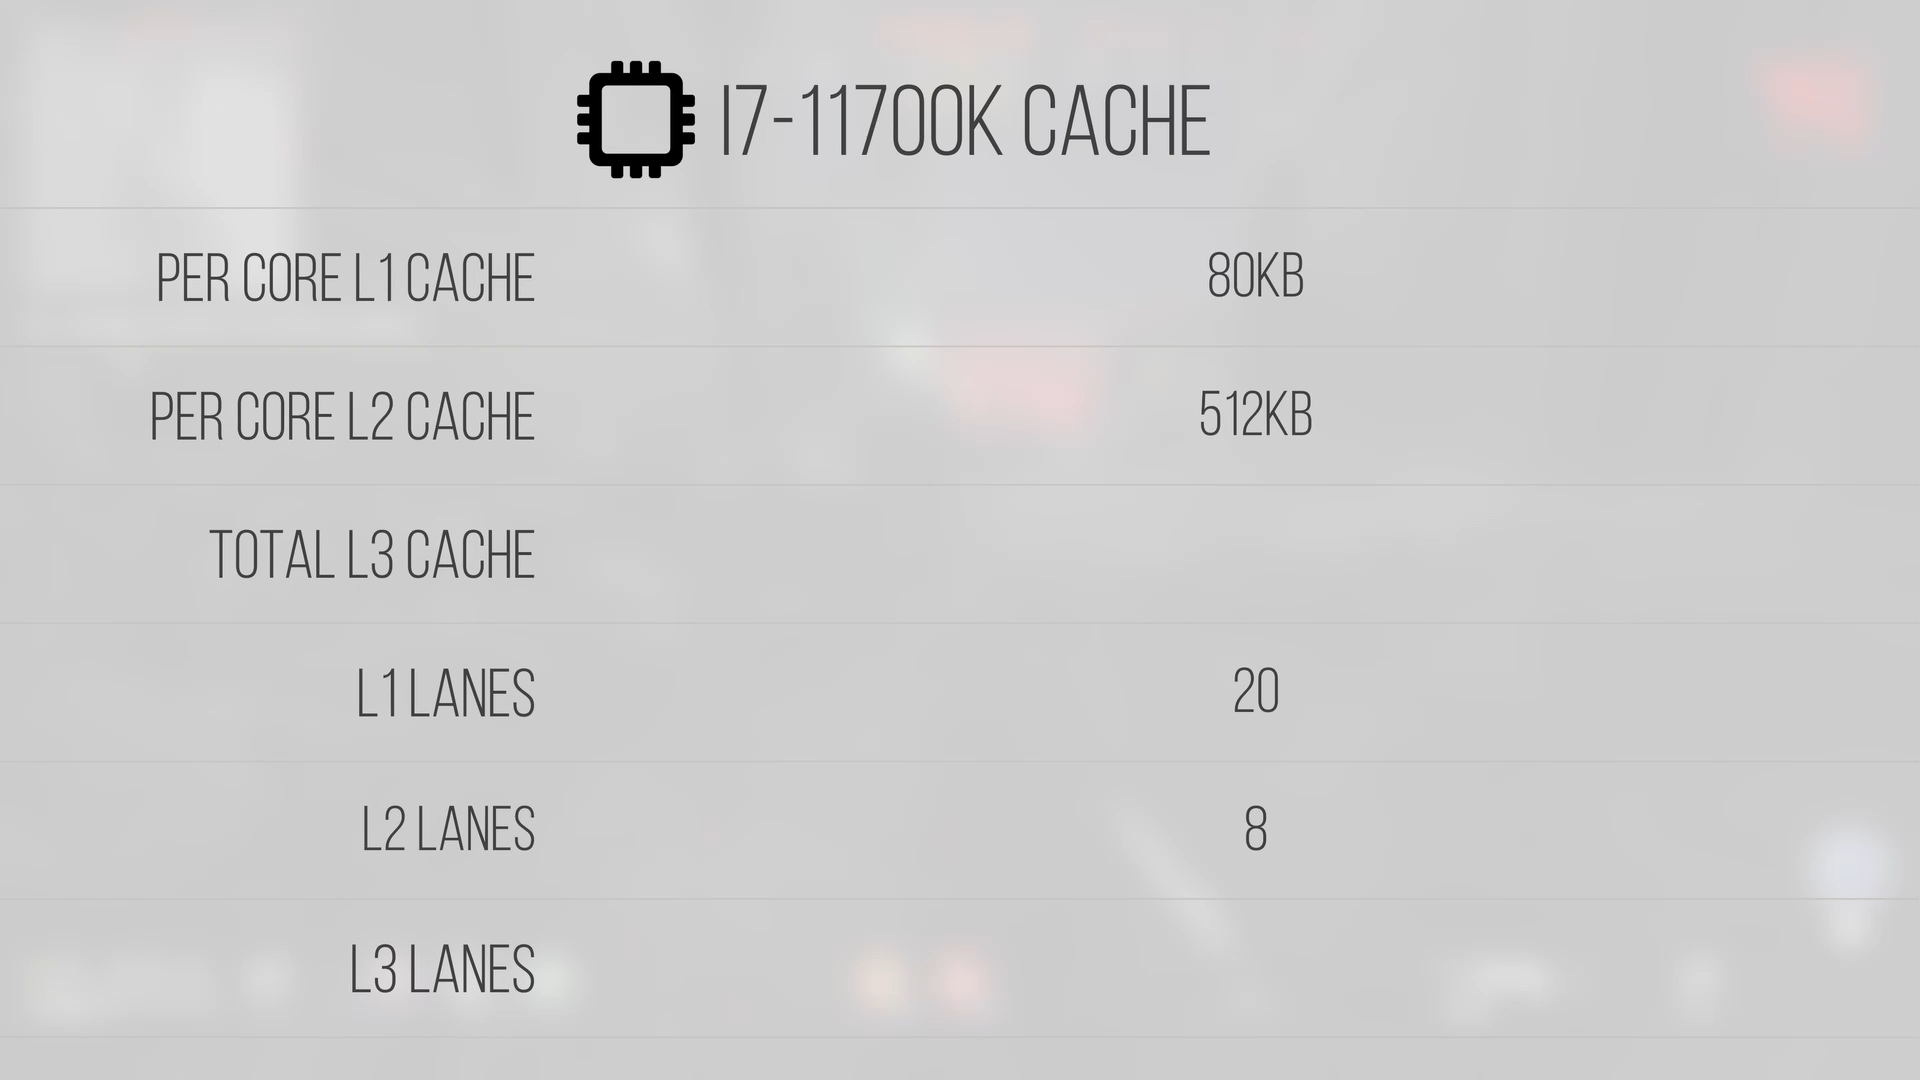 I7-11700K CACHE
PER CORE L1 CACHE 80KB
PER CORE L2 CACHE 512KB
TOTAL L3 CACHE
L1 LANES 20
L2 LANES 8
L3 LANES